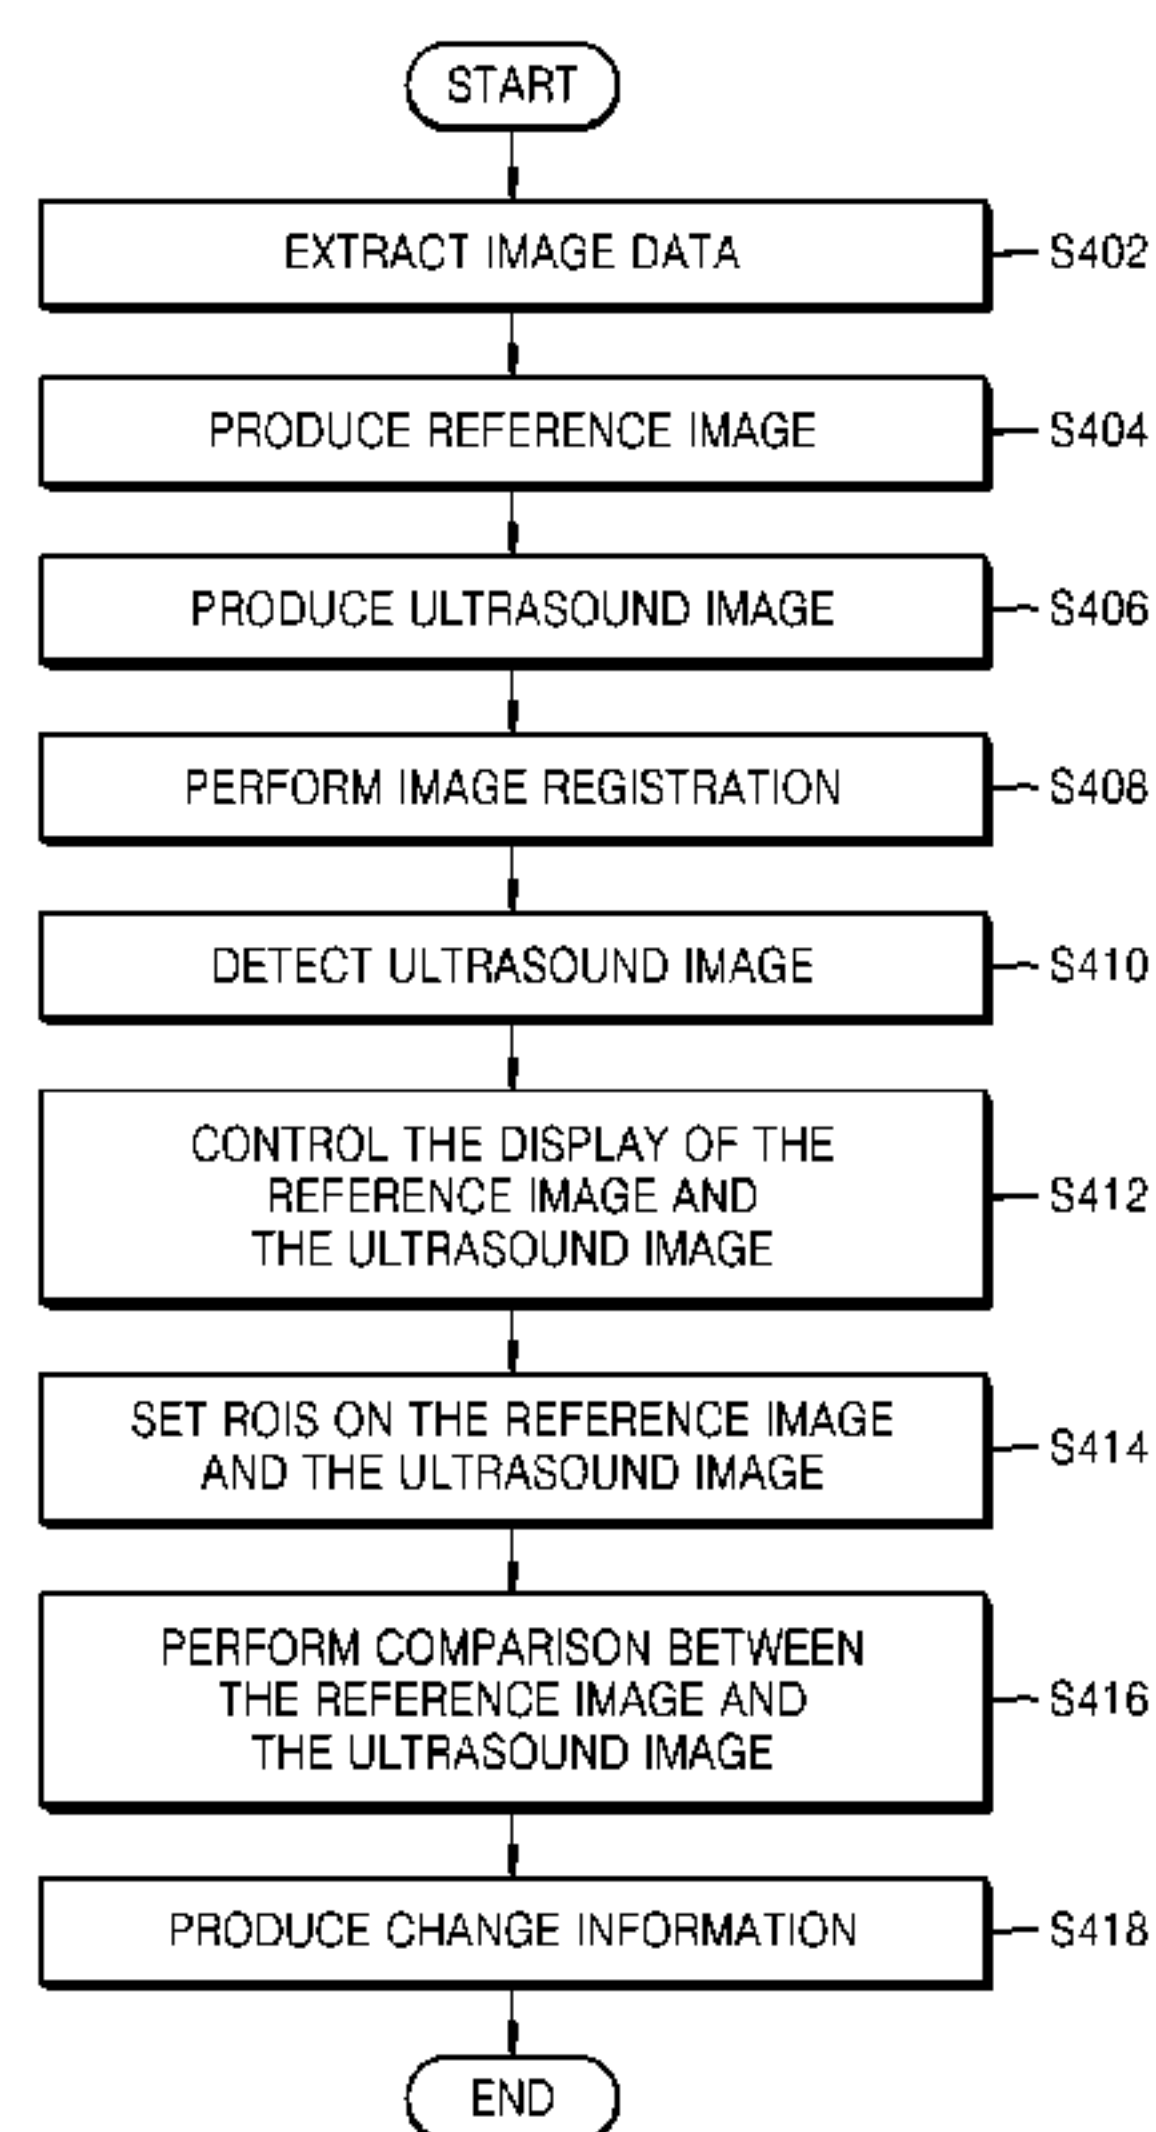 START
EXTRACT IMAGE DATA
S402
PRODUCE REFERENCE IMAGE
S404
PRODUCE ULTRASOUND IMAGE
S406
PERFORM IMAGE REGISTRATION
S408
DETECT ULTRASOUND IMAGE
S410
CONTROL THE DISPLAY OF THE
REFERENCE IMAGE AND
THE ULTRASOUND IMAGE
S412
SET ROIS ON THE REFERENCE IMAGE
AND THE ULTRASOUND IMAGE
S414
PERFORM COMPARISON BETWEEN
THE REFERENCE IMAGE AND
THE ULTRASOUND IMAGE
S416
PRODUCE CHANGE INFORMATION
S418
END